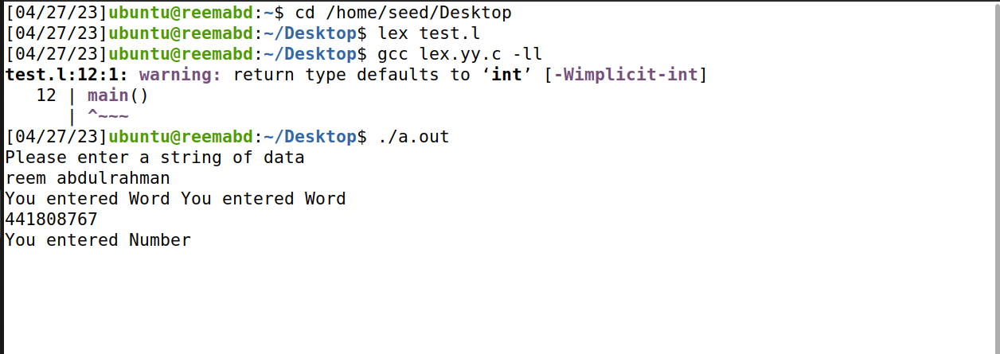 [04/27/23]ubuntu@reemabd:~$ cd /home/seed/Desktop
[04/27/23]ubuntu@reemabd:~/Desktop$ lex test.l
[04/27/23]ubuntu@reemabd:~/Desktop$ gcc lex.yy.c -ll
test.l:12:1: warning: return type defaults to ‘int’ [-Wimplicit-int]
   12 | main()
      | ^~~~
[04/27/23]ubuntu@reemabd:~/Desktop$ ./a.out
Please enter a string of data
reem abdulrahman
You entered Word You entered Word
441808767
You entered Number